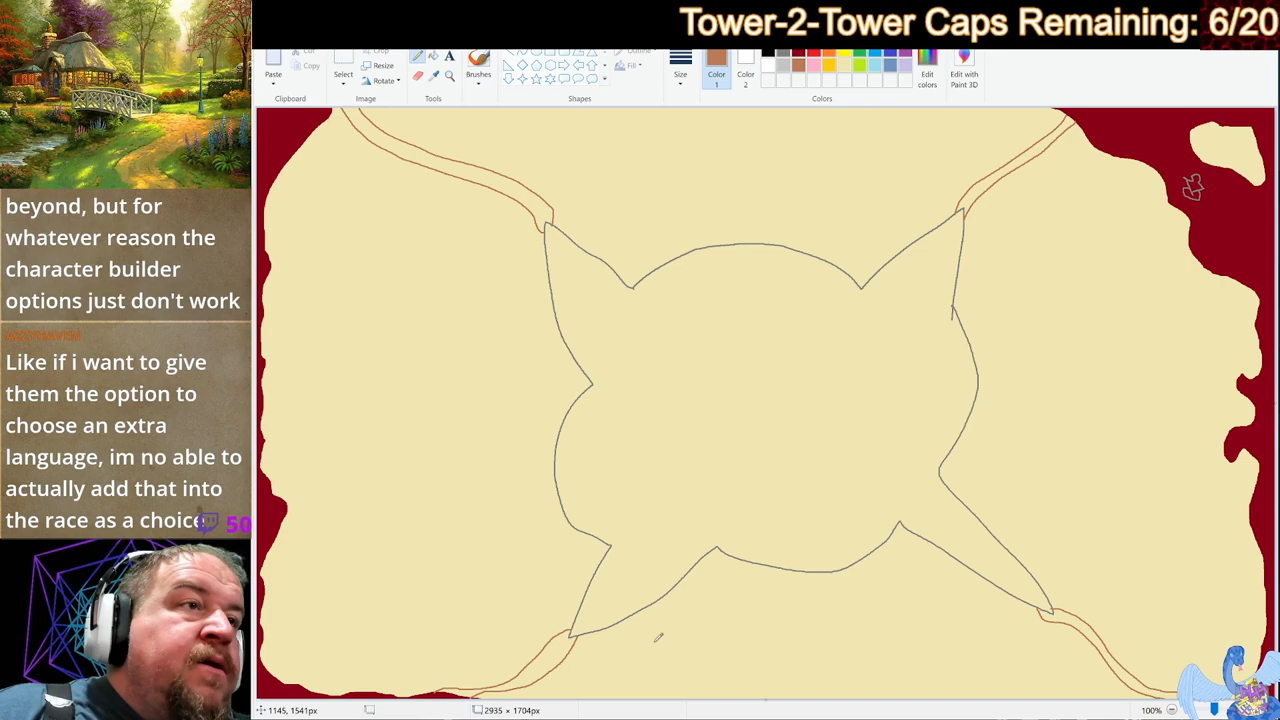 Tower-2-Tower Caps Remaining: 6/20
beyond, but for
whatever reason the
character builder
options just don't work
Like if i want to give
them the option to
choose an extra
language, im no able to
actually add that into
the race as a choice
50
Paste
Cut
Copy
Clipboard
Select
Crop
Resize
Rotate
Image
A
Tools
Brushes
Outline
Fill
Shapes
Size
Color
1
Color
2
Colors
Edit
colors
Edit with
Paint 3D
1145, 1541px
2935 × 1704px
100%